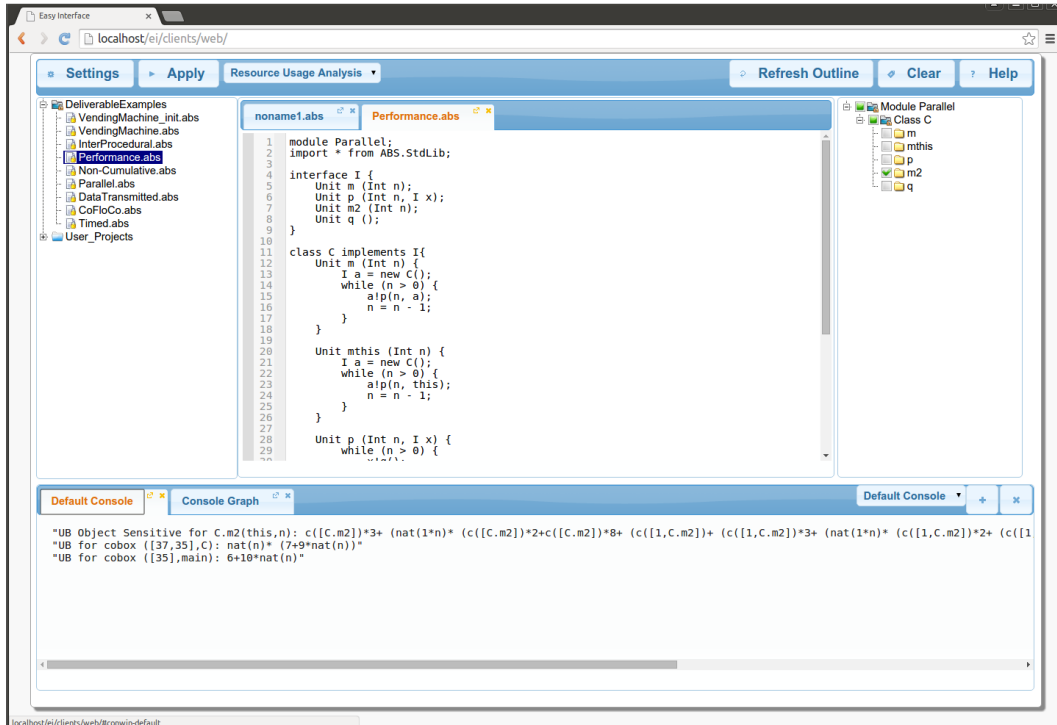 Easy Interface ×
localhost/ei/clients/web/
Settings
Apply
Resource Usage Analysis
Refresh Outline
Clear
? Help
DeliverableExamples
VendingMachine_init.abs
VendingMachine.abs
InterProcedural.abs
Performance.abs
Non-Cumulative.abs
Parallel.abs
DataTransmitted.abs
CoFloCo.abs
Timed.abs
User_Projects
noname1.abs
Performance.abs
1 module Parallel;
2 import * from ABS.StdLib;
3
4 interface I {
5 Unit m (Int n);
6 Unit p (Int n, I x);
7 Unit m2 (Int n);
8 Unit q ();
9 }
10
11 class C implements I{
12 Unit m (Int n) {
13 I a = new C();
14 while (n > 0) {
15 a!p(n, a);
16 n = n - 1;
17 }
18 }
19
20 Unit mthis (Int n) {
21 I a = new C();
22 while (n > 0) {
23 a!p(n, this);
24 n = n - 1;
25 }
26 }
27
28 Unit p (Int n, I x) {
29 while (n > 0) {
Module Parallel
Class C
m
mthis
p
m2
q
Default Console
Console Graph
Default Console
+
×
"UB Object Sensitive for C.m2(this,n): c([C.m2])*3+ (nat(1*n)* (c([C.m2])*2+c([C.m2])*8+ (c([1,C.m2])+ (c([1,C.m2])*3+ (nat(1*n)* (c([1,C.m2])*2+ (c([1
"UB for cobox ([37,35],C): nat(n)* (7+9*nat(n))"
"UB for cobox ([35],main): 6+10*nat(n)"
localhost/ei/clients/web/#conwin-default